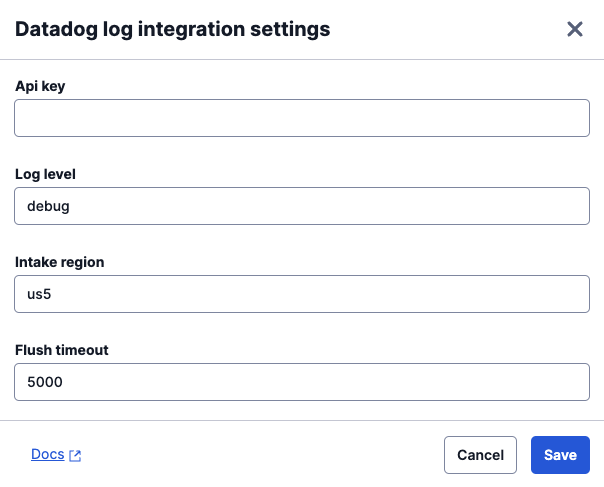 Datadog log integration settings
Api key
Log level
debug
Intake region
us5
Flush timeout
5000
Docs
Cancel
Save